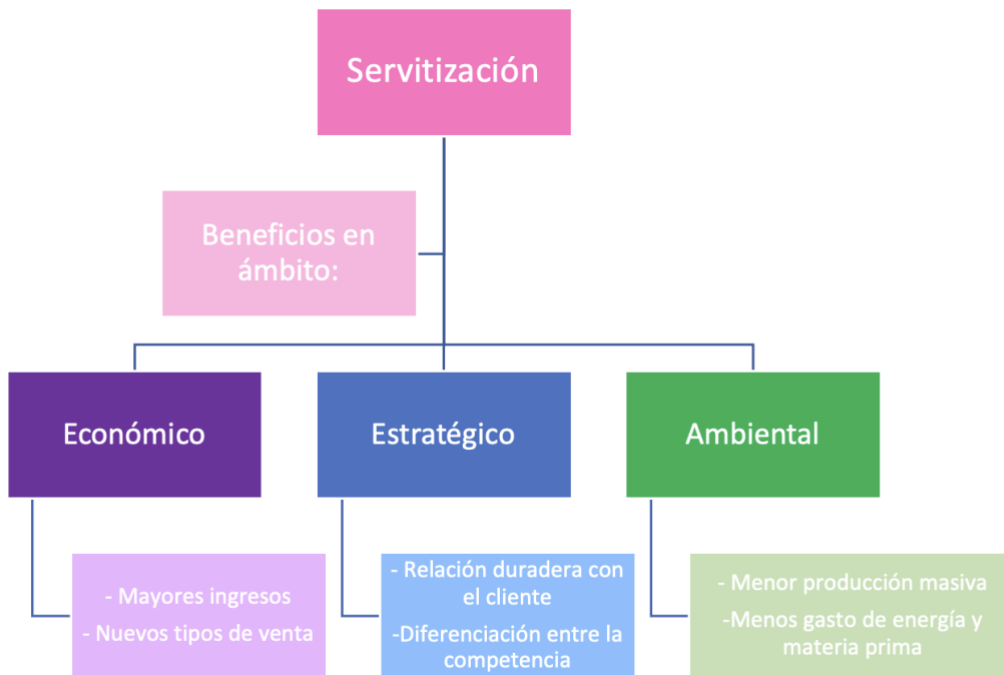 Servitización
Beneficios en
ámbito:
Económico
Estratégico
Ambiental
- Mayores ingresos
- Nuevos tipos de venta
- Relación duradera con
el cliente
-Diferenciación entre la
competencia
- Menor producción masiva
-Menos gasto de energía y
materia prima